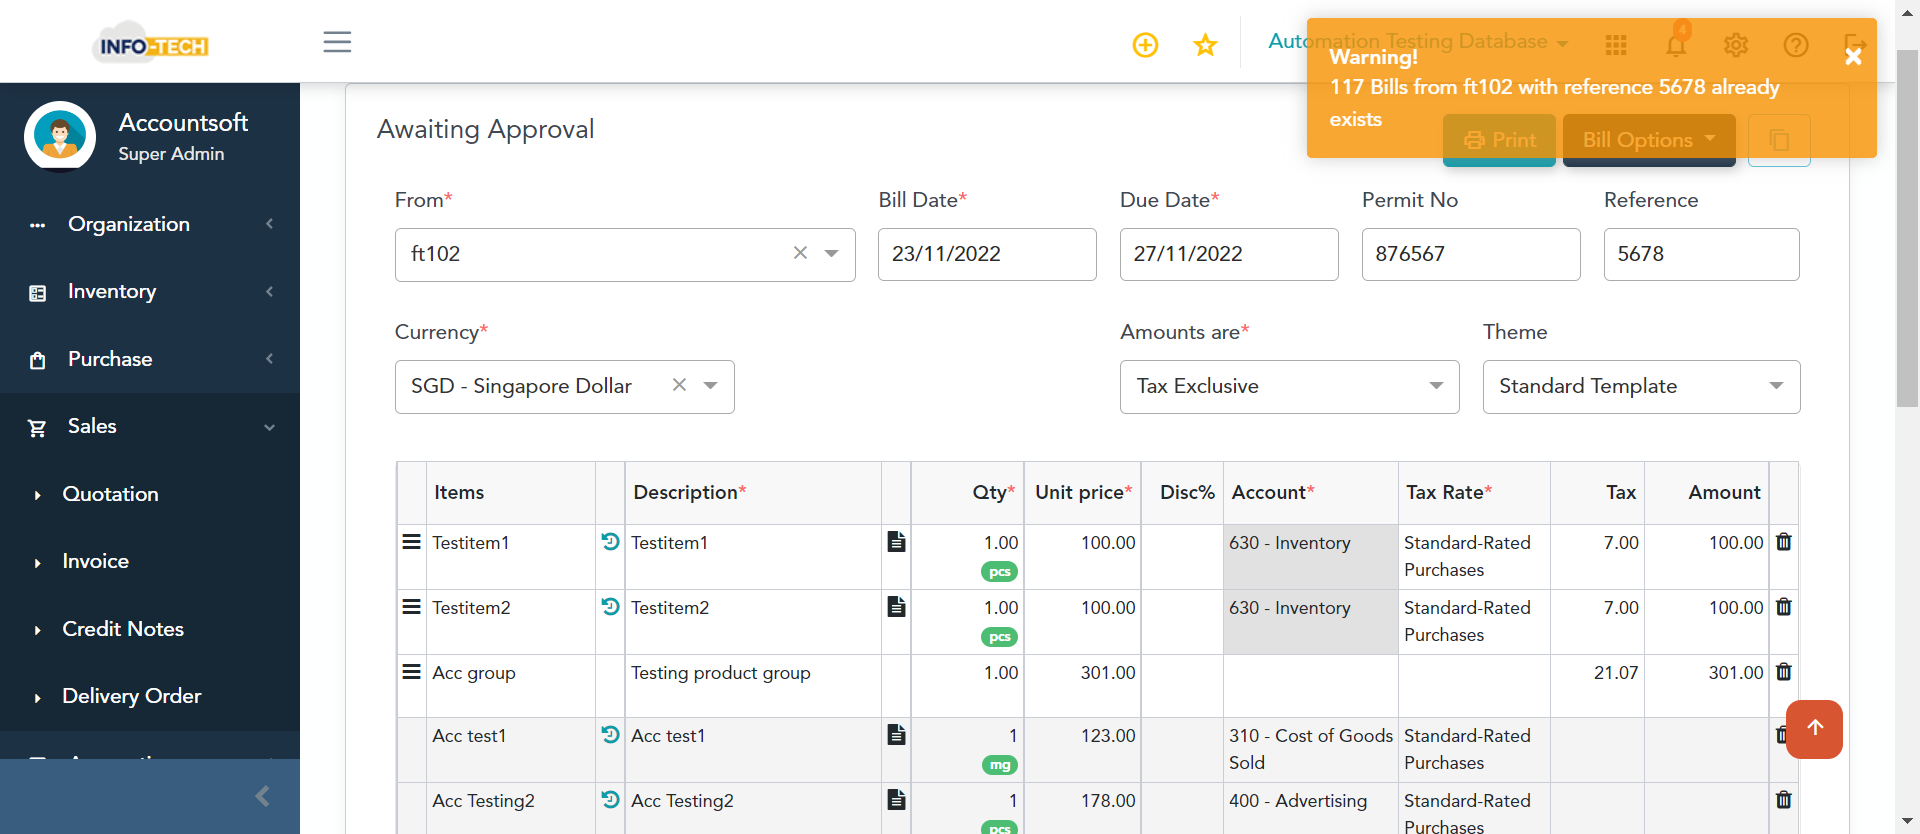 INFO-TECH
Automation Testing Database
4
Warning!
117 Bills from ft102 with reference 5678 already
exists
Accountsoft
Super Admin
Organization
Inventory
Purchase
Sales
Quotation
Invoice
Credit Notes
Delivery Order
Awaiting Approval
Print
Bill Options
From*
Bill Date*
Due Date*
Permit No
Reference
ft102
23/11/2022
27/11/2022
876567
5678
Currency*
Amounts are*
Theme
SGD - Singapore Dollar
Tax Exclusive
Standard Template
Items Description* Qty* Unit price* Disc% Account* Tax Rate* Tax Amount
Testitem1 Testitem1 1.00 100.00 630 - Inventory Standard-Rated 7.00 100.00
pcs Purchases
Testitem2 Testitem2 1.00 100.00 630 - Inventory Standard-Rated 7.00 100.00
pcs Purchases
Acc group Testing product group 1.00 301.00 21.07 301.00
Acc test1 Acc test1 1 123.00 310 - Cost of Goods Standard-Rated
mg Sold Purchases
Acc Testing2 Acc Testing2 1 178.00 400 - Advertising Standard-Rated
pcs Purchases